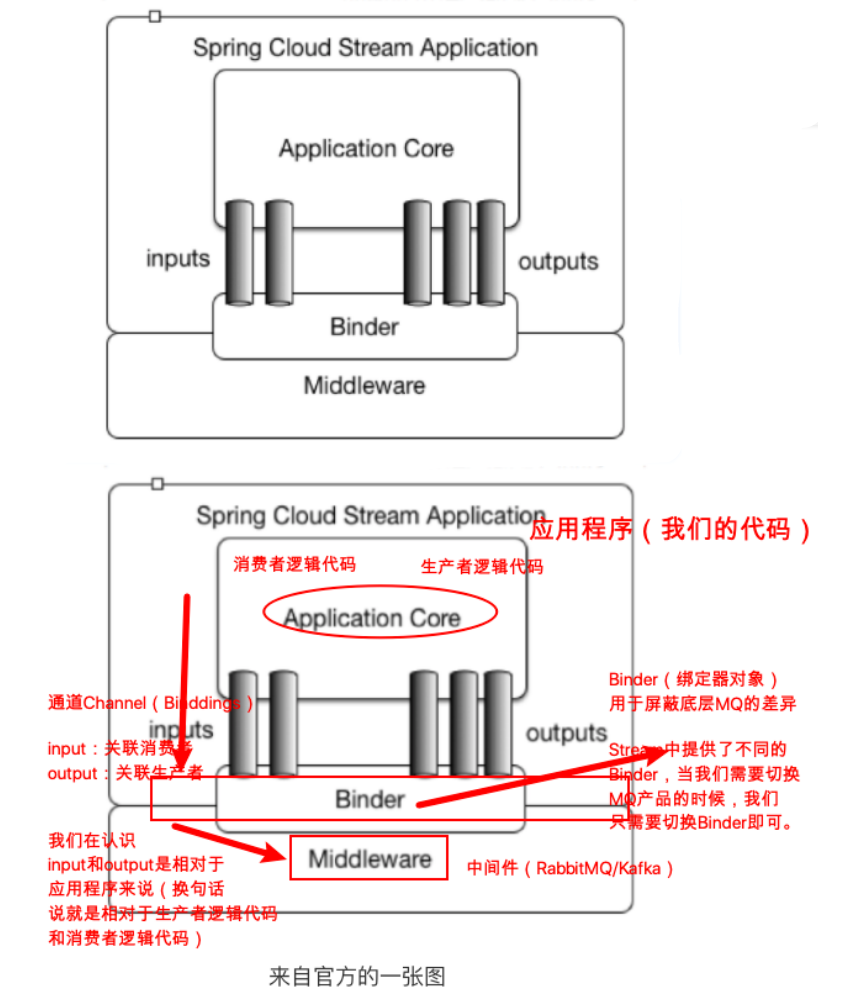 Spring Cloud Stream Application
Application Core
inputs
outputs
Binder
Middleware
Spring Cloud Stream Application
应用程序（我们的代码）
消费者逻辑代码
生产者逻辑代码
Application Core
通道Channel（Binddings）
inputs
input：关联消费者
output：关联生产者
outputs
Binder（绑定器对象）
用于屏蔽底层MQ的差异
Stream中提供了不同的
Binder，当我们需要切换
MQ产品的时候，我们
只需要切换Binder即可。
Binder
Middleware
中间件（RabbitMQ/Kafka）
我们在认识
input和output是相对于
应用程序来说（换句话
说就是相对于生产者逻辑代码
和消费者逻辑代码）
来自官方的一张图